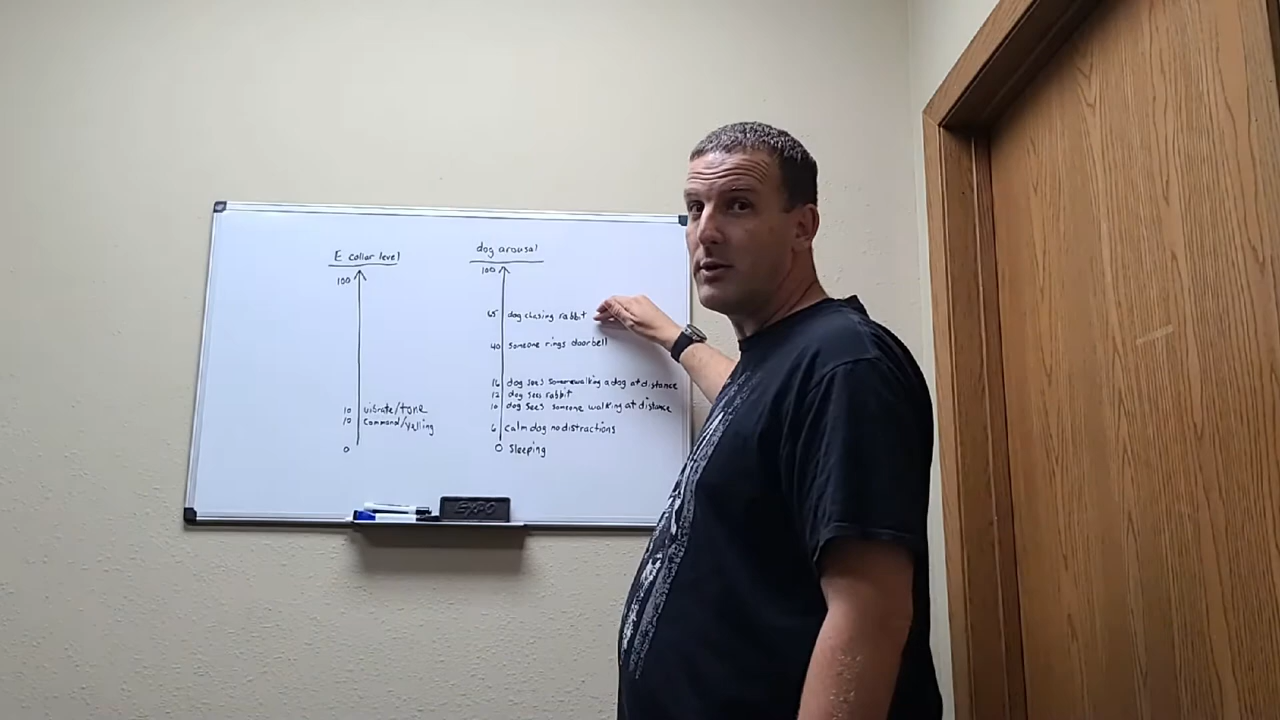 E collar level
100
10 vibrate/tone
10 Command/Yelling
0
dog arousal
100
65 dog chasing rabbit
40 someone rings doorbell
16 dog sees someone walking a dog at distance
12 dog sees rabbit
10 dog sees someone walking at distance
6 calm dog no distractions
0 Sleeping
EXPO